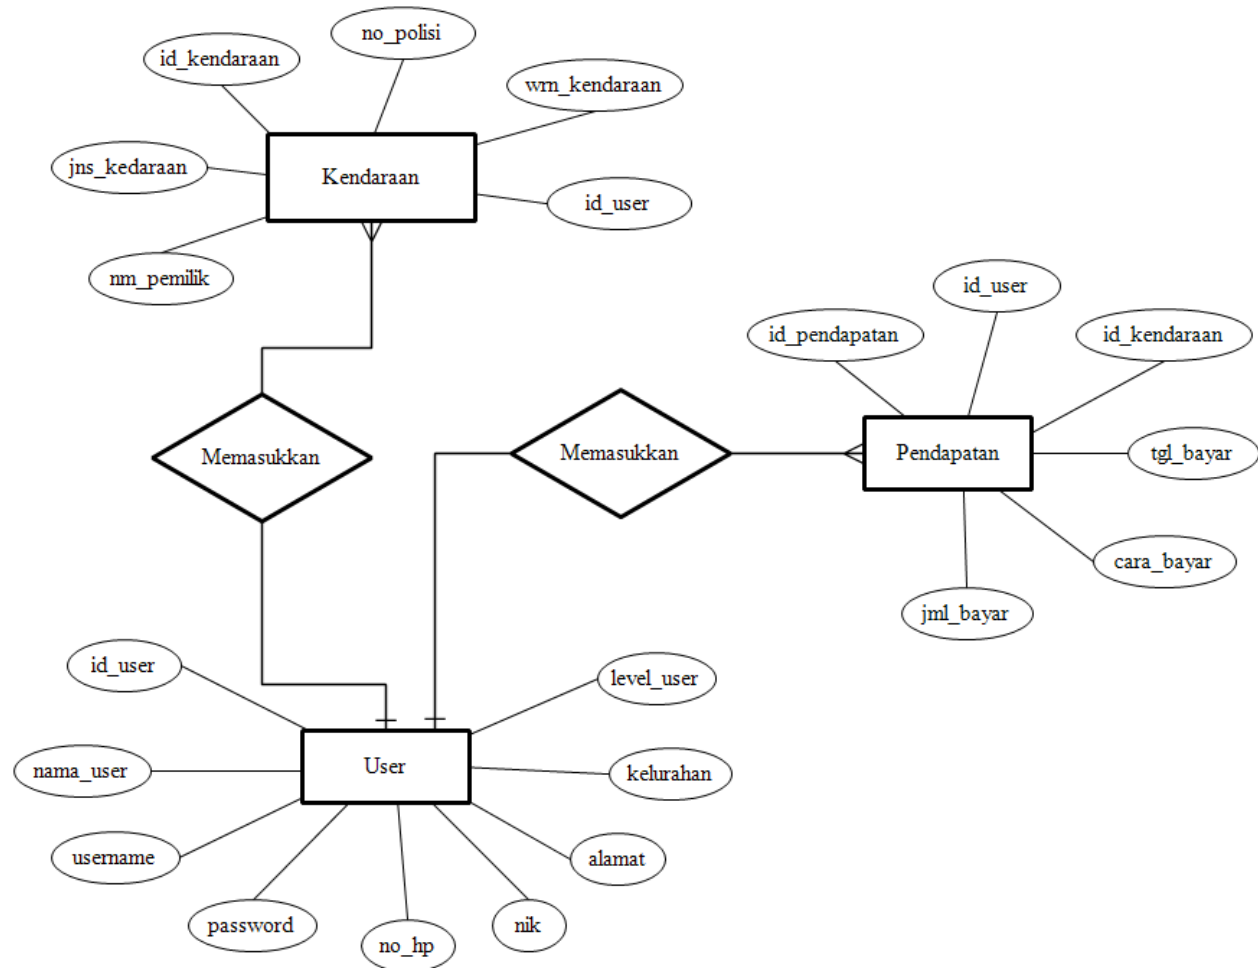 no_polisi
id_kendaraan
wrn_kendaraan
jns_kedaraan
Kendaraan
id_user
nm_pemilik
id_user
id_pendapatan
id_kendaraan
Memasukkan
Memasukkan
Pendapatan
tgl_bayar
cara_bayar
jml_bayar
id_user
level_user
nama_user
User
kelurahan
username
alamat
password
nik
no_hp